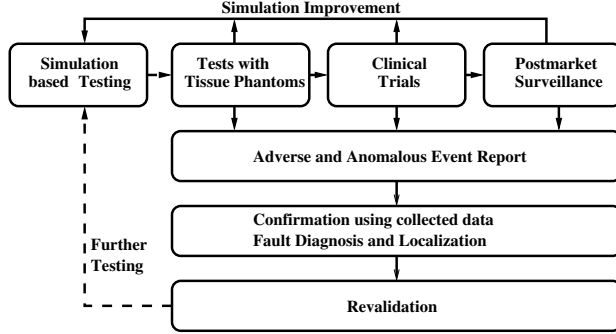 Simulation Improvement
Simulation
based Testing
Tests with
Tissue Phantoms
Clinical
Trials
Postmarket
Surveillance
Adverse and Anomalous Event Report
Confirmation using collected data
Fault Diagnosis and Localization
Further
Testing
Revalidation